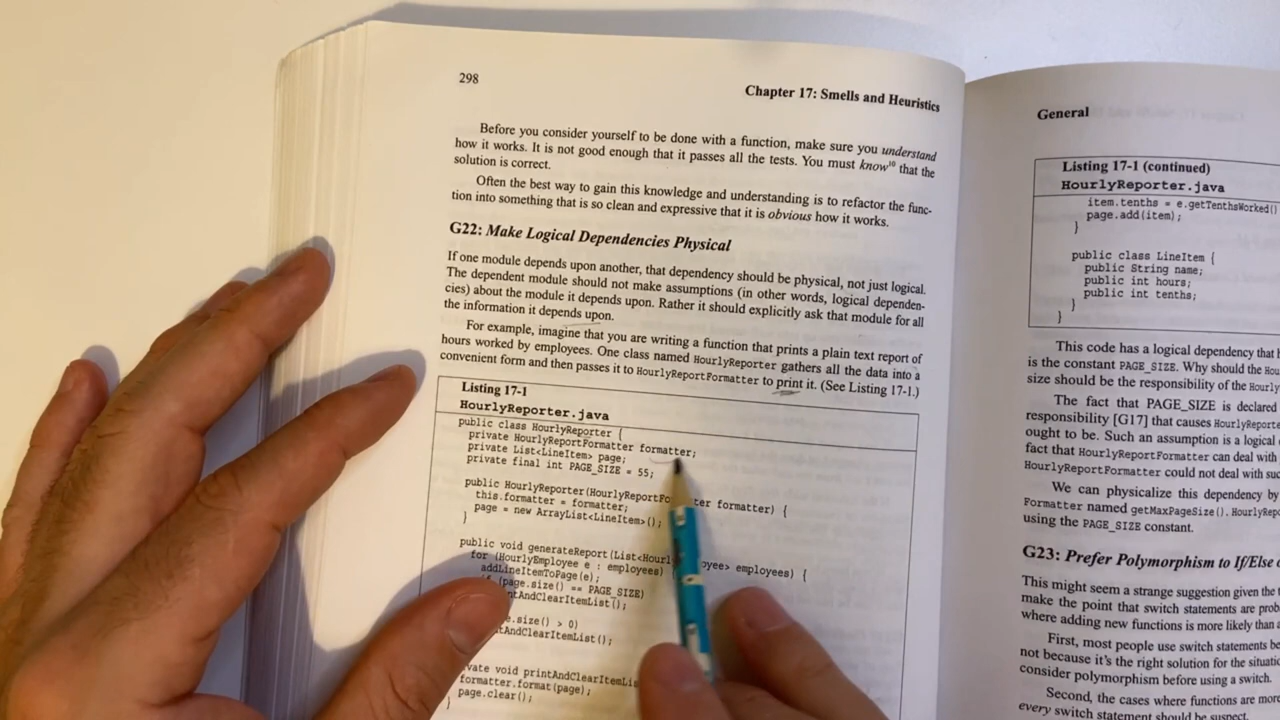 298
Chapter 17: Smells and Heuristics
Before you consider yourself to be done with a function, make sure you understand
how it works. It is not good enough that it passes all the tests. You must know¹⁰ that the
solution is correct.
Often the best way to gain this knowledge and understanding is to refactor the func-
tion into something that is so clean and expressive that it is obvious how it works.
G22: Make Logical Dependencies Physical
If one module depends upon another, that dependency should be physical, not just logical.
The dependent module should not make assumptions (in other words, logical dependen-
cies) about the module it depends upon. Rather it should explicitly ask that module for all
the information it depends upon.
For example, imagine that you are writing a function that prints a plain text report of
hours worked by employees. One class named HourlyReporter gathers all the data into a
convenient form and then passes it to HourlyReportFormatter to print it. (See Listing 17-1.)
Listing 17-1
HourlyReporter.java
public class HourlyReporter {
private HourlyReportFormatter formatter;
private List<LineItem> page;
private final int PAGE_SIZE = 55;
public HourlyReporter(HourlyReportFo ter formatter) {
this.formatter = formatter;
page = new ArrayList<LineItem>();
}
public void generateReport(List<Hourl oyee> employees) {
for (HourlyEmployee e : employees) {
addLineItemToPage(e);
if (page.size() == PAGE_SIZE)
ntAndClearItemList();
e.size() > 0)
tAndClearItemList();
vate void printAndClearItemLis
formatter.format(page);
page.clear();
}
General
Listing 17-1 (continued)
HourlyReporter.java
item.tenths = e.getTenthsWorked()
page.add(item);
}
public class LineItem {
public String name;
public int hours;
public int tenths;
}
}
This code has a logical dependency that
is the constant PAGE_SIZE. Why should the Hou
size should be the responsibility of the Hourly
The fact that PAGE_SIZE is declared
responsibility [G17] that causes HourlyReporte
ought to be. Such an assumption is a logical
fact that HourlyReportFormatter can deal with
HourlyReportFormatter could not deal with suc
We can physicalize this dependency by
Formatter named getMaxPageSize(). HourlyRepo
using the PAGE_SIZE constant.
G23: Prefer Polymorphism to If/Else
This might seem a strange suggestion given the
make the point that switch statements are prob
where adding new functions is more likely than
First, most people use switch statements be
not because it's the right solution for the situati
consider polymorphism before using a switch.
Second, the cases where functions are more
every switch statement should be suspect.